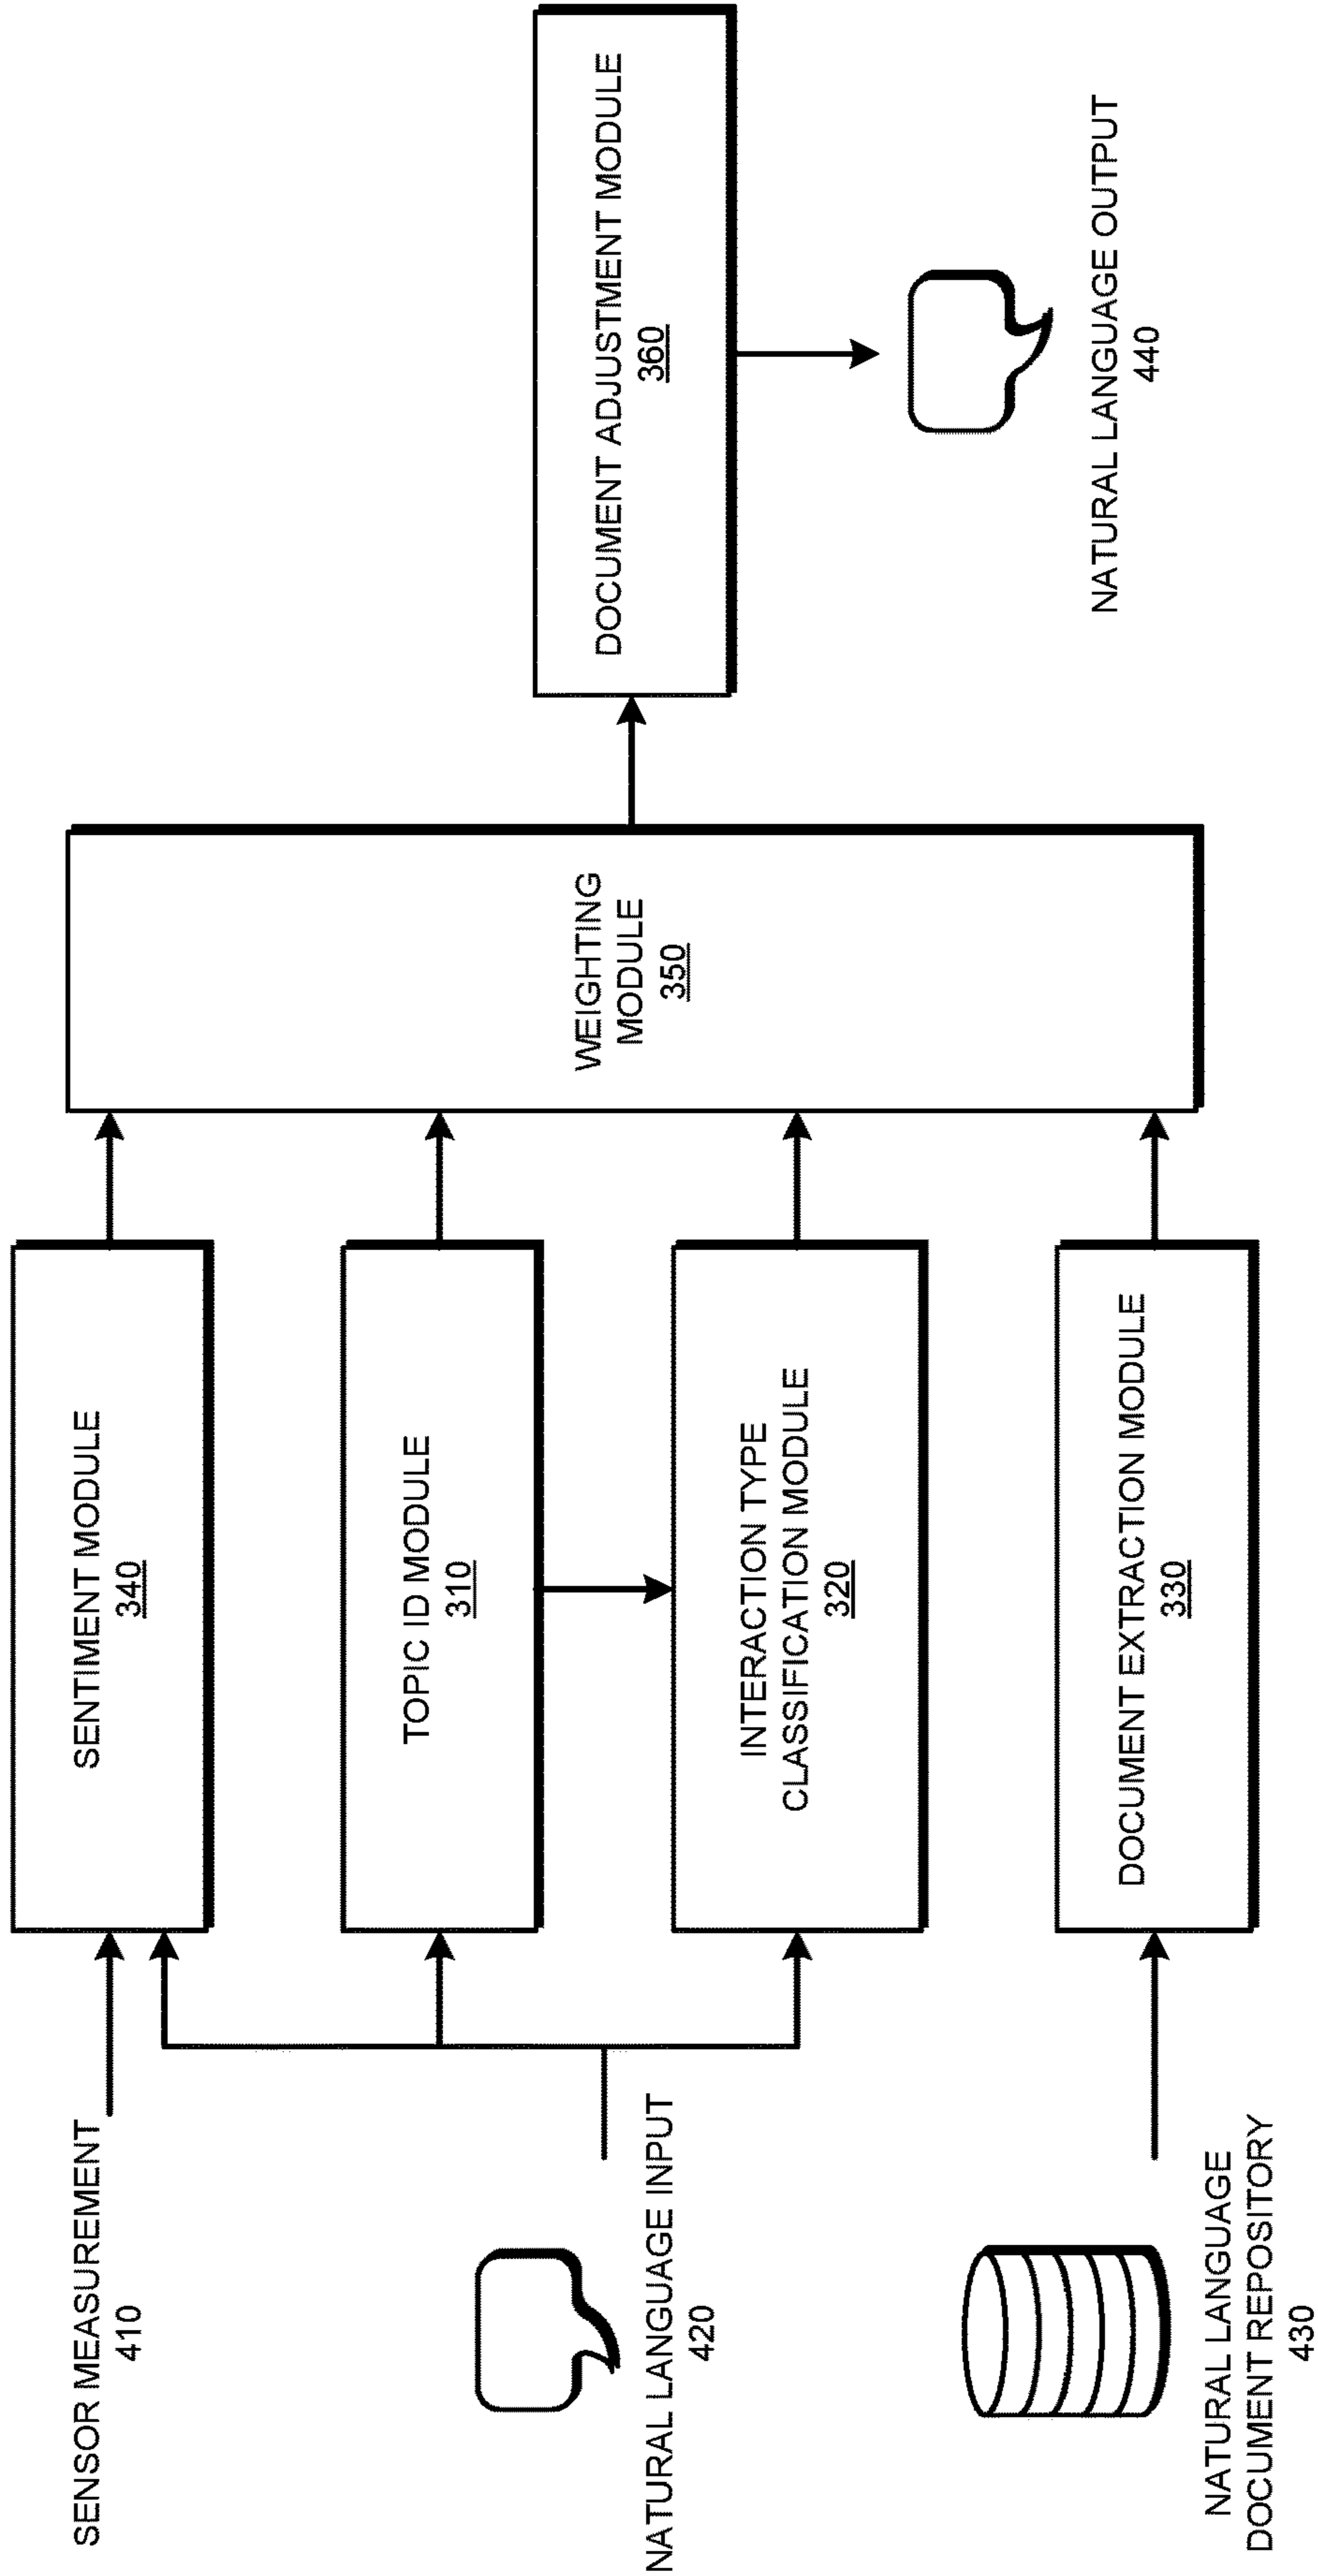 SENSOR MEASUREMENT
410
NATURAL LANGUAGE INPUT
420
NATURAL LANGUAGE
DOCUMENT REPOSITORY
430
SENTIMENT MODULE
340
TOPIC ID MODULE
310
INTERACTION TYPE
CLASSIFICATION MODULE
320
DOCUMENT EXTRACTION MODULE
330
WEIGHTING
MODULE
350
DOCUMENT ADJUSTMENT MODULE
360
NATURAL LANGUAGE OUTPUT
440